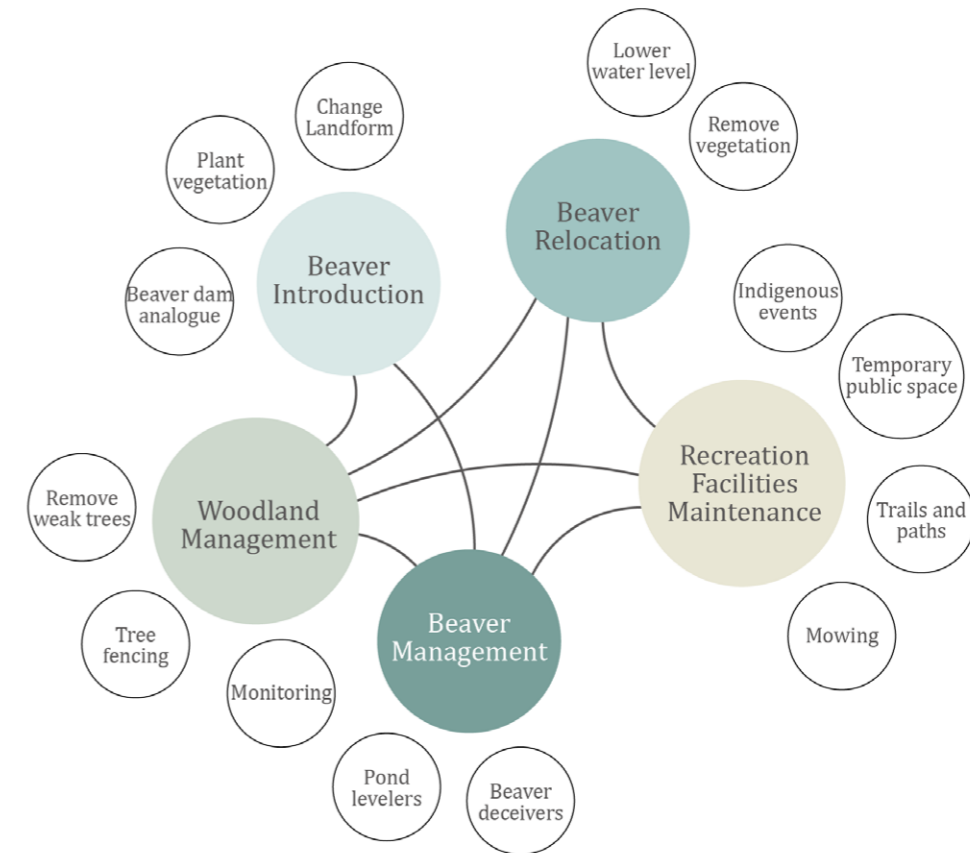 Lower
water level
Change
Landform
Remove
vegetation
Plant
vegetation
Beaver
Relocation
Beaver
Introduction
Beaver dam
analogue
Indigenous
events
Temporary
public space
Recreation
Facilities
Maintenance
Remove
weak trees
Woodland
Management
Trails and
paths
Tree
fencing
Beaver
Management
Mowing
Monitoring
Pond
levelers
Beaver
deceivers